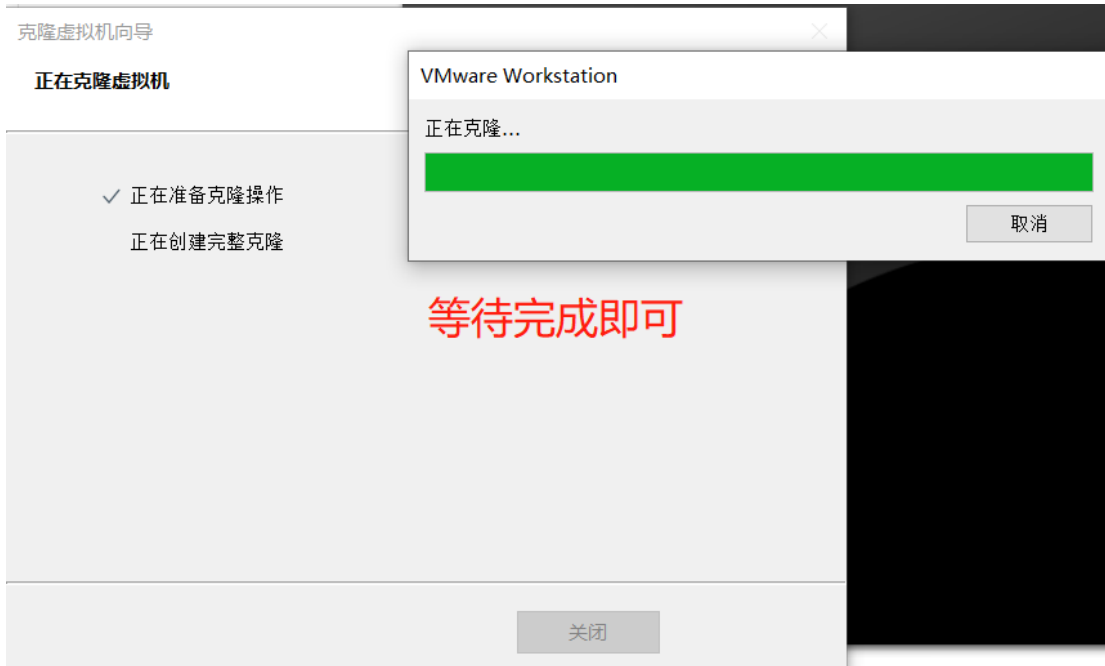 克隆虚拟机向导
正在克隆虚拟机
VMware Workstation
正在克隆...
取消
正在准备克隆操作
正在创建完整克隆
等待完成即可
关闭